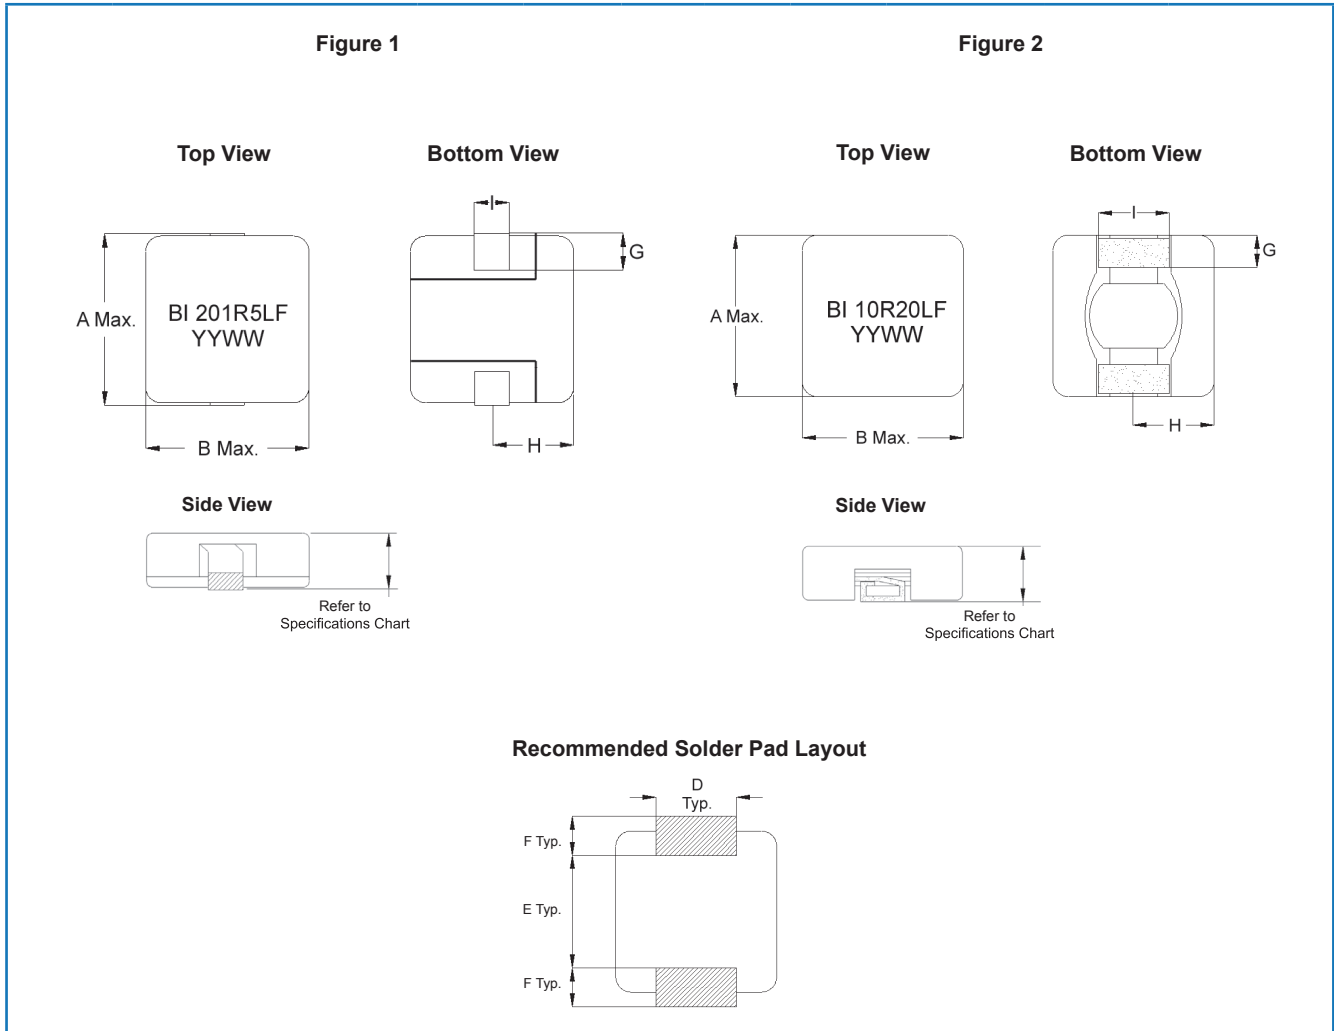 Figure 1
Figure 2
Top View
Bottom View
Top View
Bottom View
I
G
A Max.
BI 201R5LF
YYWW
B Max.
H
I
G
A Max.
BI 10R20LF
YYWW
B Max.
H
Side View
Refer to
Specifications Chart
Side View
Refer to
Specifications Chart
Recommended Solder Pad Layout
D
Typ.
F Typ.
E Typ.
F Typ.